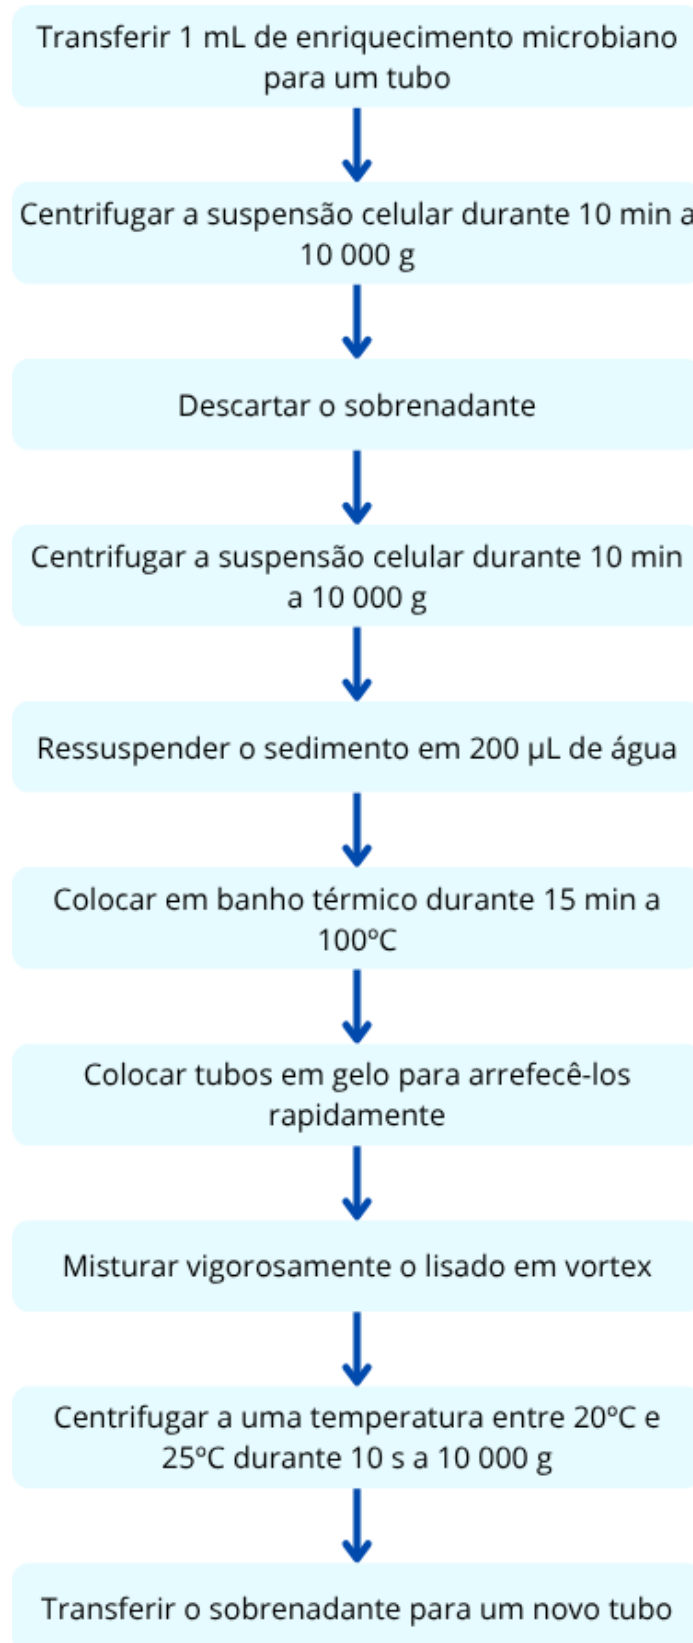 Transferir 1 mL de enriquecimento microbiano
para um tubo
Centrifugar a suspensão celular durante 10 min a
10 000 g
Descartar o sobrenadante
Centrifugar a suspensão celular durante 10 min
a 10 000 g
Ressuspender o sedimento em 200 µL de água
Colocar em banho térmico durante 15 min a
100ºC
Colocar tubos em gelo para arrefecê-los
rapidamente
Misturar vigorosamente o lisado em vortex
Centrifugar a uma temperatura entre 20ºC e
25ºC durante 10 s a 10 000 g
Transferir o sobrenadante para um novo tubo